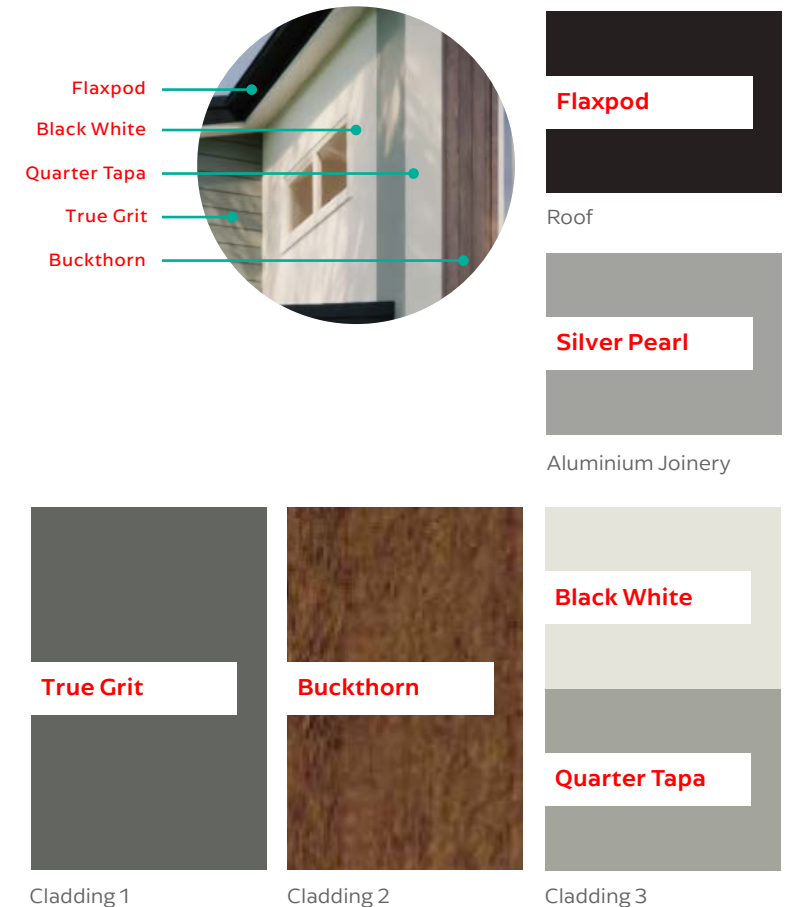 Flaxpod
Black White
Quarter Tapa
True Grit
Buckthorn
Flaxpod
Roof
Silver Pearl
Aluminium Joinery
True Grit
Cladding 1
Buckthorn
Cladding 2
Black White
Quarter Tapa
Cladding 3